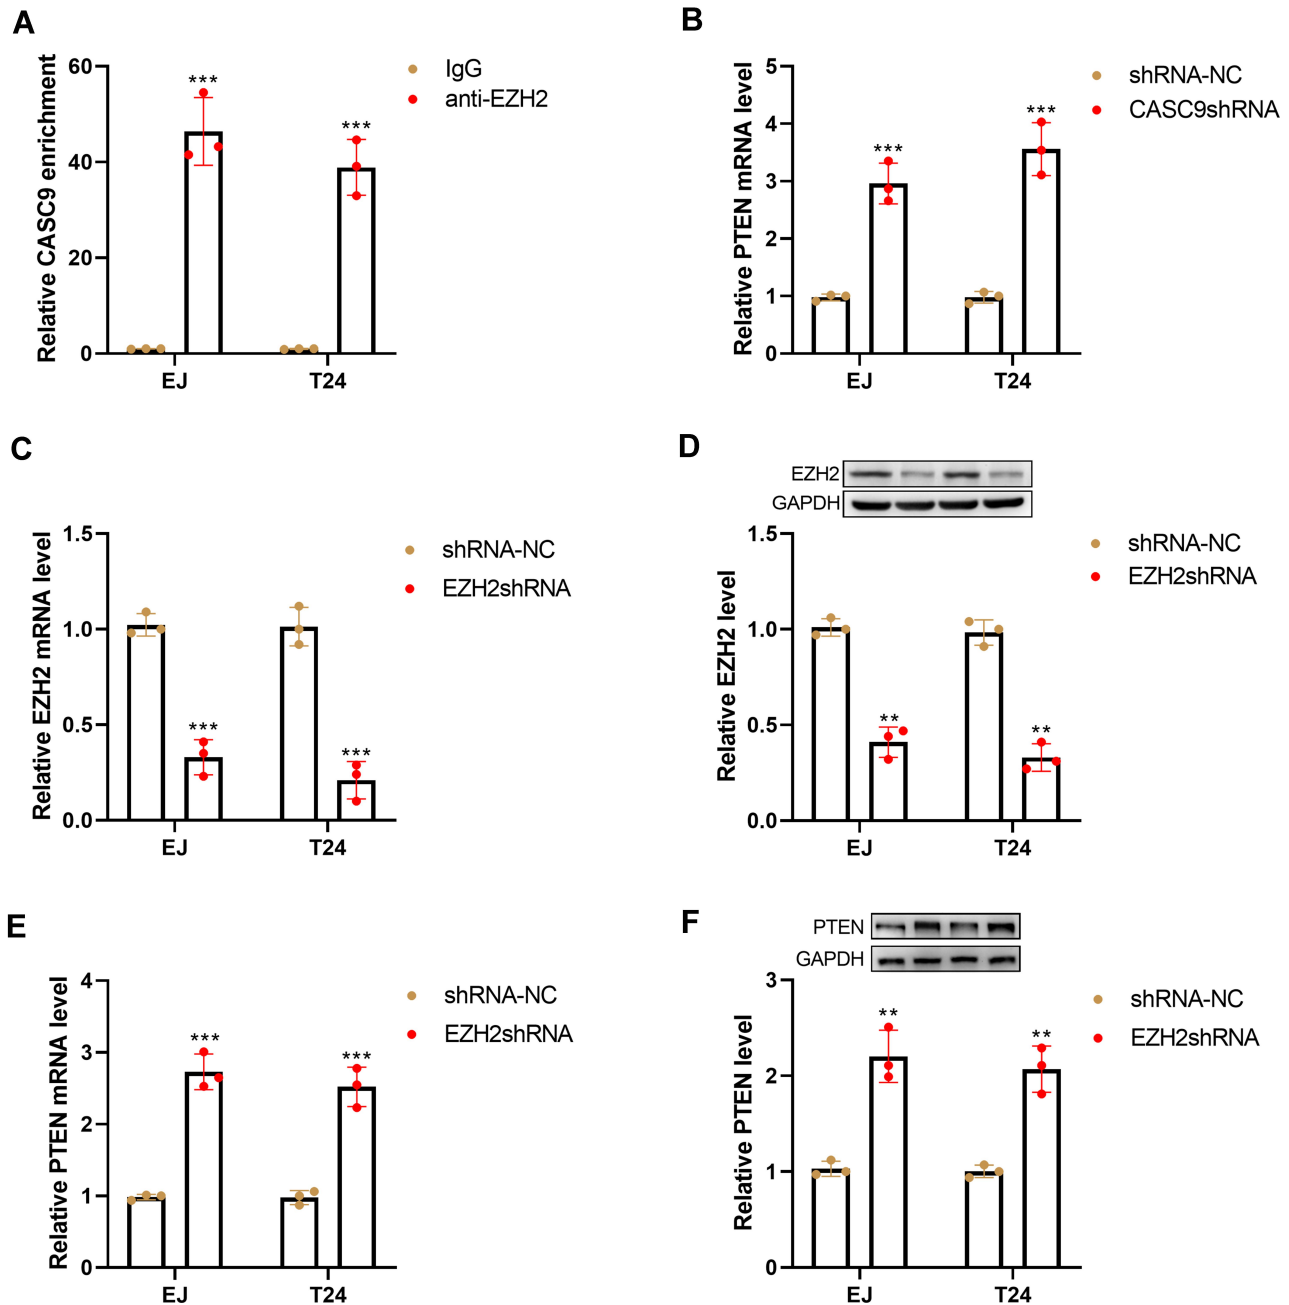 A
Relative CASC9 enrichment
60
40
20
0
***
***
EJ
T24
IgG
anti-EZH2
B
Relative PTEN mRNA level
5
4
3
2
1
0
***
***
EJ
T24
shRNA-NC
CASC9shRNA
C
Relative EZH2 mRNA level
1.5
1.0
0.5
0.0
***
***
EJ
T24
shRNA-NC
EZH2shRNA
D
EZH2
GAPDH
Relative EZH2 level
1.5
1.0
0.5
0.0
**
**
EJ
T24
shRNA-NC
EZH2shRNA
E
Relative PTEN mRNA level
4
3
2
1
0
***
***
EJ
T24
shRNA-NC
EZH2shRNA
F
PTEN
GAPDH
Relative PTEN level
3
2
1
0
**
**
EJ
T24
shRNA-NC
EZH2shRNA